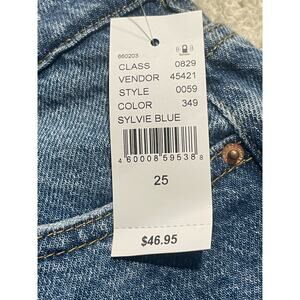 660203
CLASS 0829
VENDOR 45421
STYLE 0059
COLOR 349
SYLVIE BLUE
4 60008 59538 8
25
$46.95